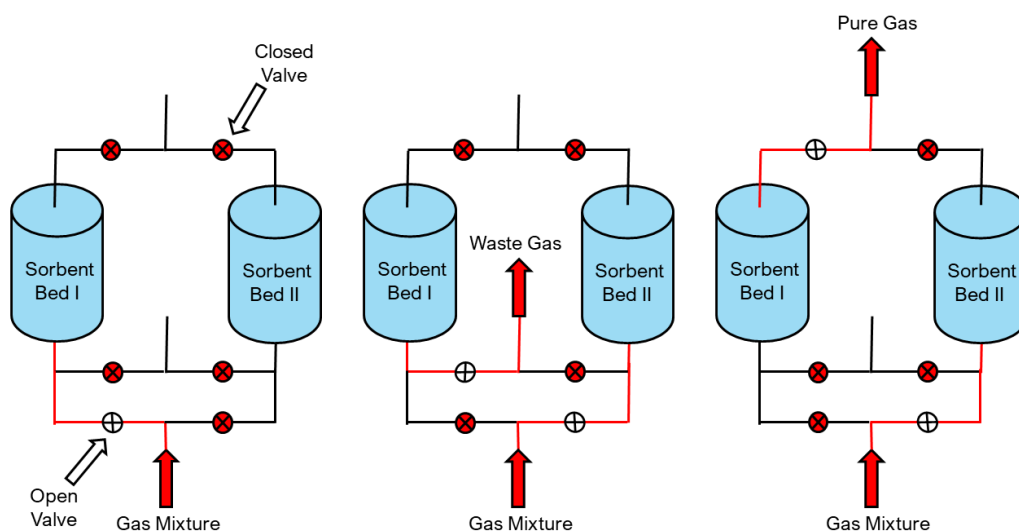 Pure Gas
Closed
Valve
Waste Gas
Sorbent
Bed I
Sorbent
Bed II
Sorbent
Bed I
Sorbent
Bed II
Sorbent
Bed I
Sorbent
Bed II
Open
Valve
Gas Mixture
Gas Mixture
Gas Mixture